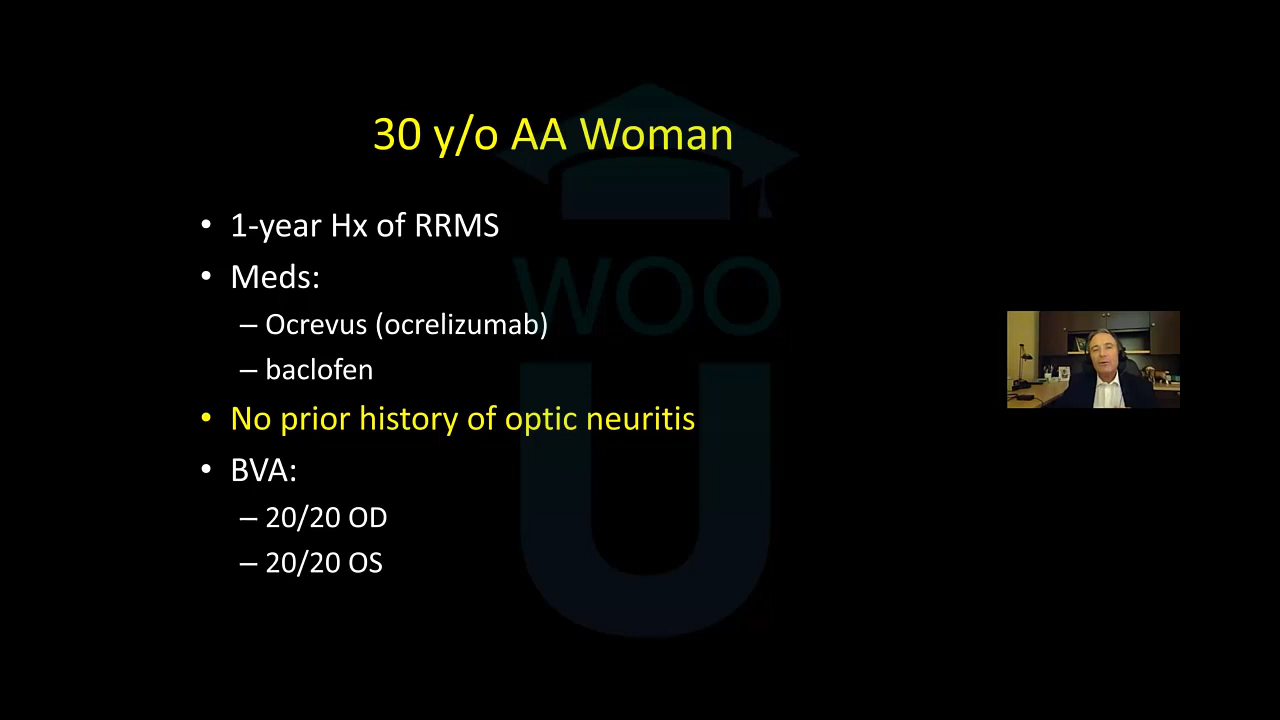 30 y/o AA Woman
• 1-year Hx of RRMS
• Meds:
– Ocrevus (ocrelizumab)
– baclofen
• No prior history of optic neuritis
• BVA:
– 20/20 OD
– 20/20 OS
WOO
U